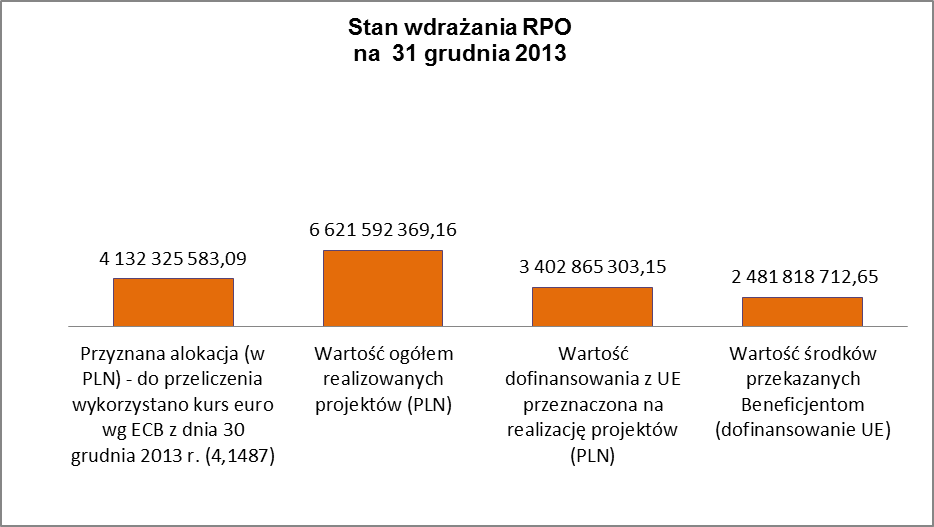 Stan wdrażania RPO
na  31 grudnia 2013
4 132 325 583,09
6 621 592 369,16
3 402 865 303,15
2 481 818 712,65
Przyznana alokacja (w
PLN) - do przeliczenia
wykorzystano kurs euro
wg ECB z dnia 30
grudnia 2013 r. (4,1487)
Wartość ogółem
realizowanych
projektów (PLN)
Wartość
dofinansowania z UE
przeznaczona na
realizację projektów
(PLN)
Wartość środków
przekazanych
Beneficjentom
(dofinansowanie UE)